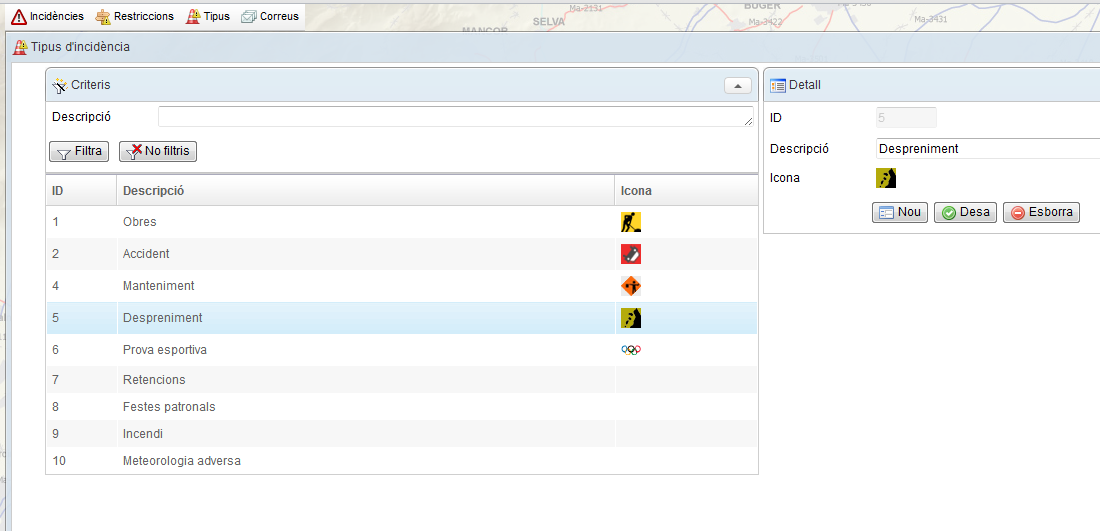 Incidències Restriccions Tipus Correus
SELVA Ma-2131 BUGER Ma-3422 Ma-3431
Tipus d'incidència
Criteris
Descripció
Filtra No filtris
ID Descripció Icona
1 Obres
2 Accident
4 Manteniment
5 Despreniment
6 Prova esportiva
7 Retencions
8 Festes patronals
9 Incendi
10 Meteorologia adversa
Detall
ID 5
Descripció Despreniment
Icona
Nou Desa Esborra